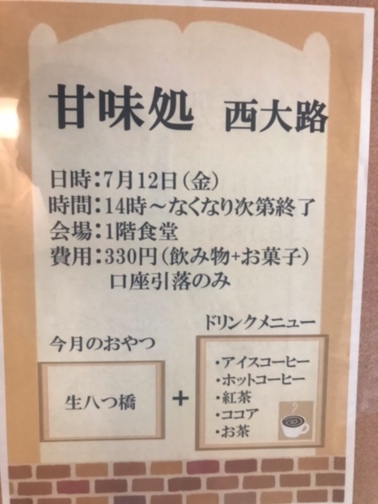 甘味処 西大路
日時:7月12日(金)
時間:14時～なくなり次第終了
会場:1階食堂
費用:330円(飲み物+お菓子)
口座引落のみ
ドリンクメニュー
今月のおやつ
生八つ橋
+
・アイスコーヒー
・ホットコーヒー
・紅茶
・ココア
・お茶